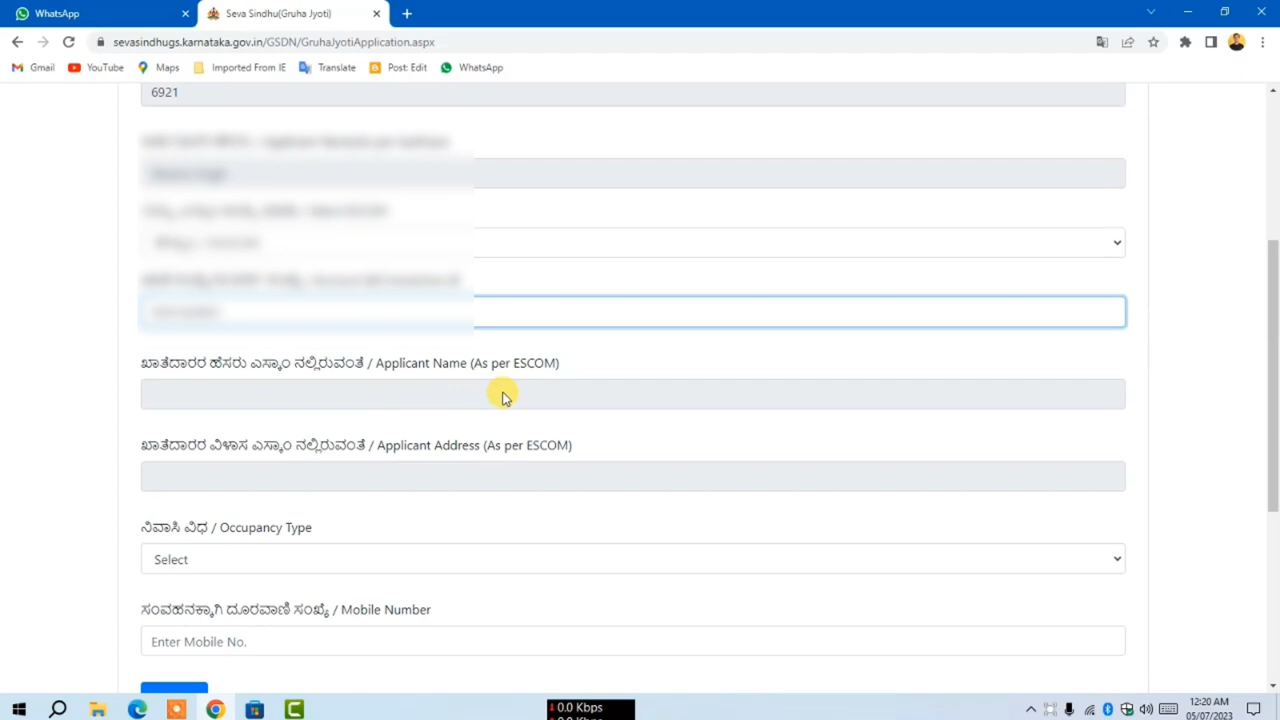 WhatsApp
Seva Sindhu(Gruha Jyoti)
sevasindhugs.karnataka.gov.in/GSDN/GruhaJyotiApplication.aspx
Gmail YouTube Maps Imported From IE Translate Post: Edit WhatsApp
6921
ಖಾತೆದಾರರ ಹೆಸರು ಎಸ್ಕಾಂ ನಲ್ಲಿರುವಂತೆ / Applicant Name (As per ESCOM)
ಖಾತೆದಾರರ ವಿಳಾಸ ಎಸ್ಕಾಂ ನಲ್ಲಿರುವಂತೆ / Applicant Address (As per ESCOM)
ನಿವಾಸಿ ವಿಧ / Occupancy Type
Select
ಸಂವಹನಕ್ಕಾಗಿ ದೂರವಾಣಿ ಸಂಖ್ಯೆ / Mobile Number
Enter Mobile No.
0.0 Kbps
12:20 AM
05/07/2023